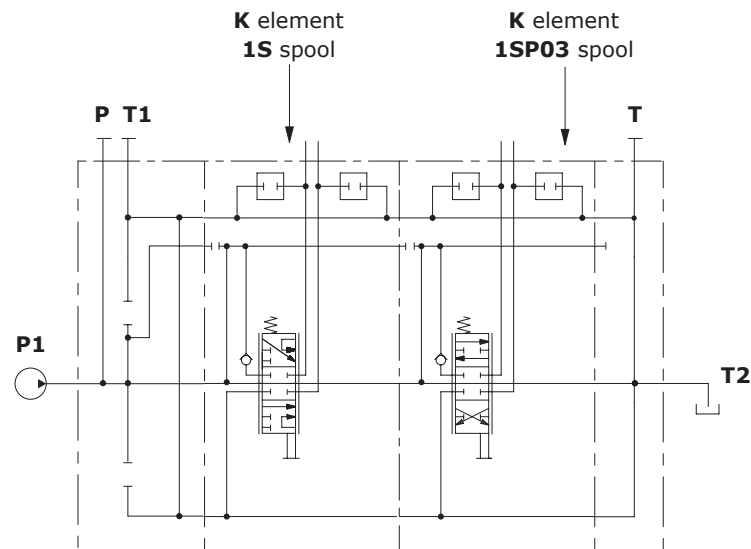 K element
1S spool
K element
1SP03 spool
P T1
T
P1
T2